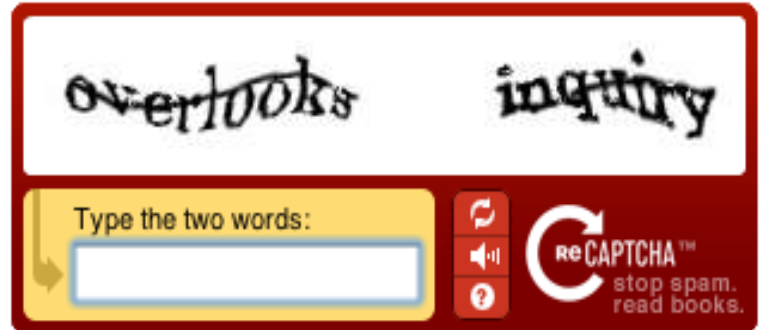 overlooks inquiry
Type the two words:
ReCAPTCHA™
stop spam.
read books.